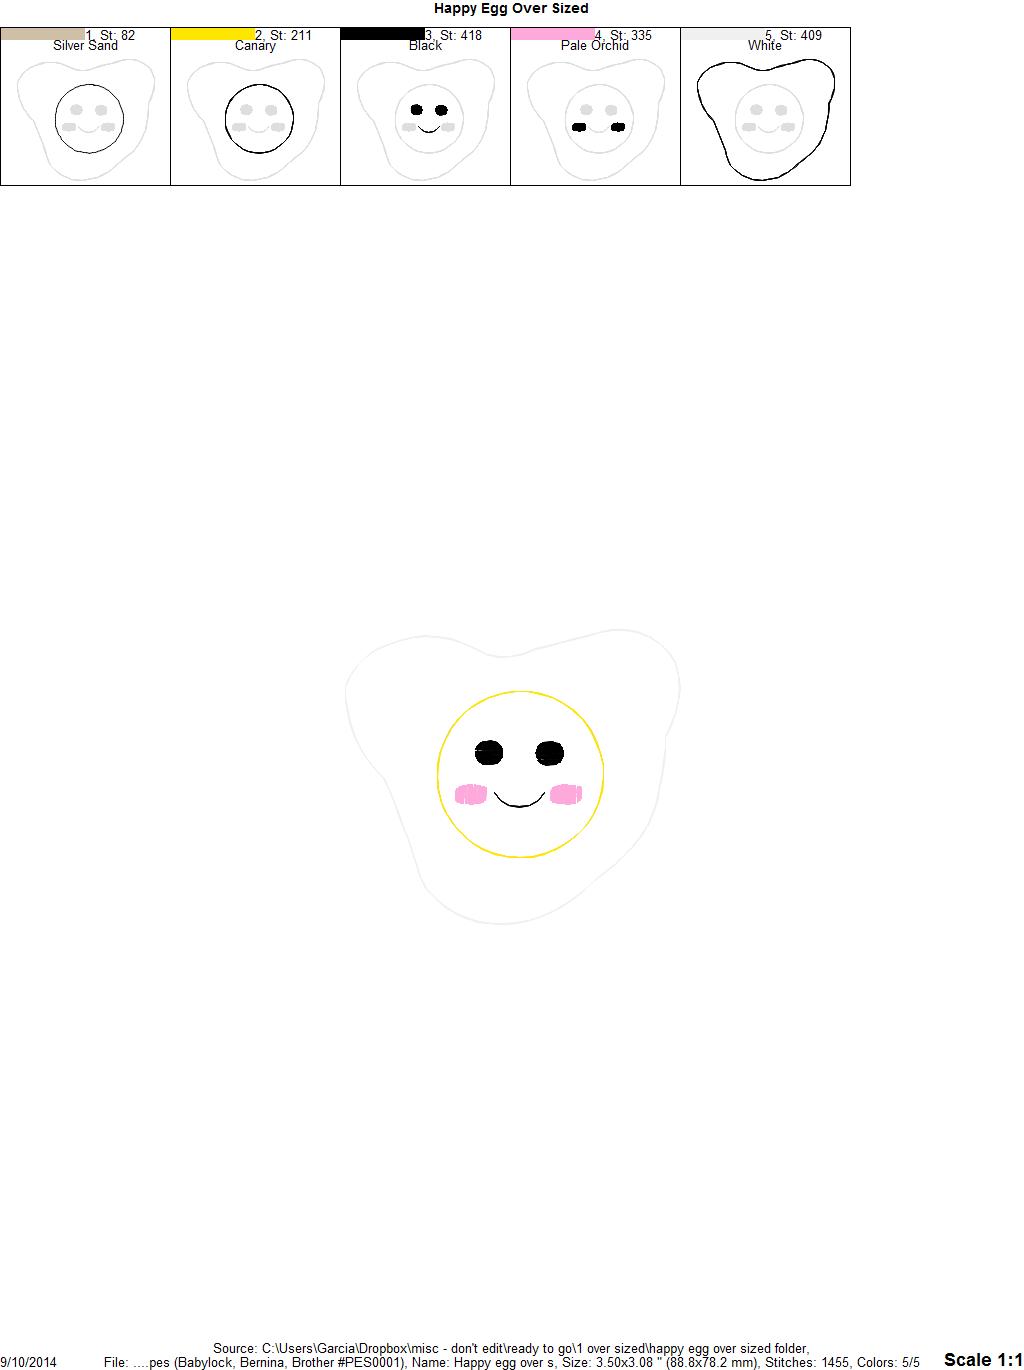 Happy Egg Over Sized
1, St: 82
Silver Sand
2, St: 211
Canary
3, St: 418
Black
4, St: 335
Pale Orchid
5, St: 409
White
Source: C:\Users\Garcia\Dropbox\misc - don't edit\ready to go\1 over sized\happy egg over sized folder,
9/10/2014
File: ....pes (Babylock, Bernina, Brother #PES0001), Name: Happy egg over s, Size: 3.50x3.08 " (88.8x78.2 mm), Stitches: 1455, Colors: 5/5
Scale 1:1